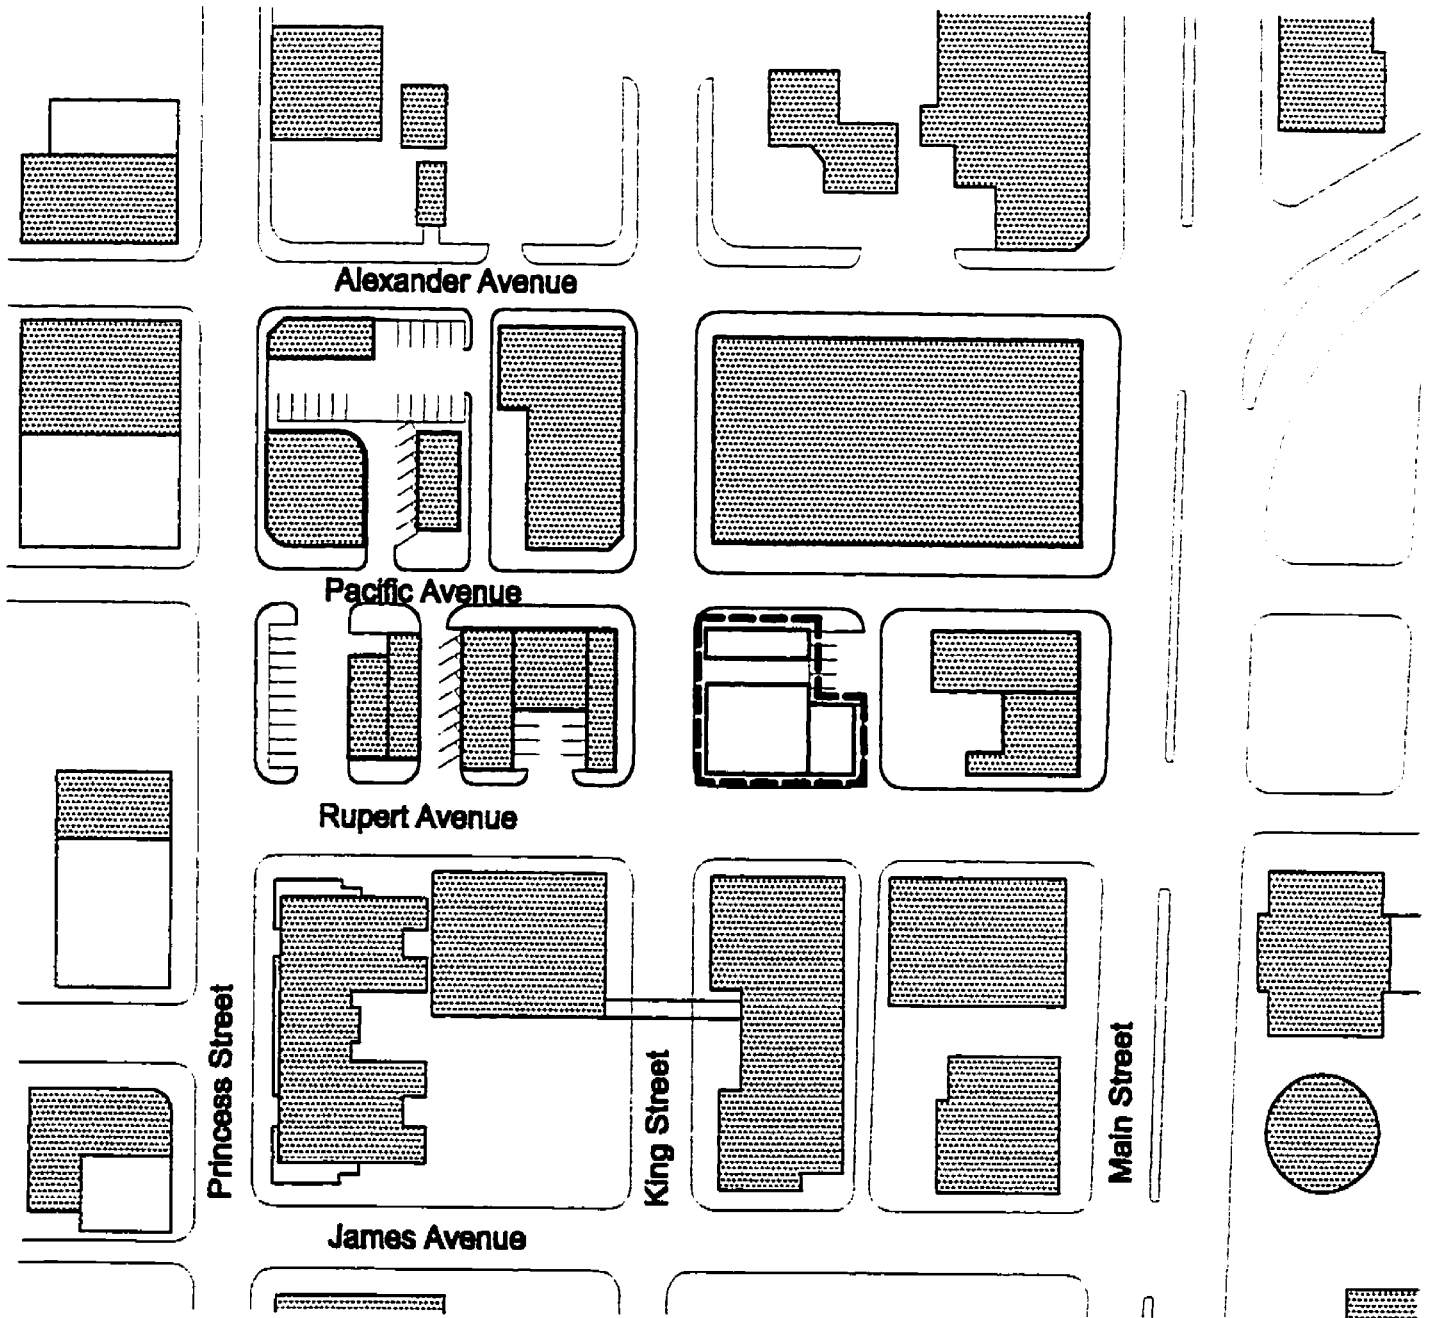 Alexander Avenue
Pacific Avenue
Rupert Avenue
Princess Street
King Street
Main Street
James Avenue